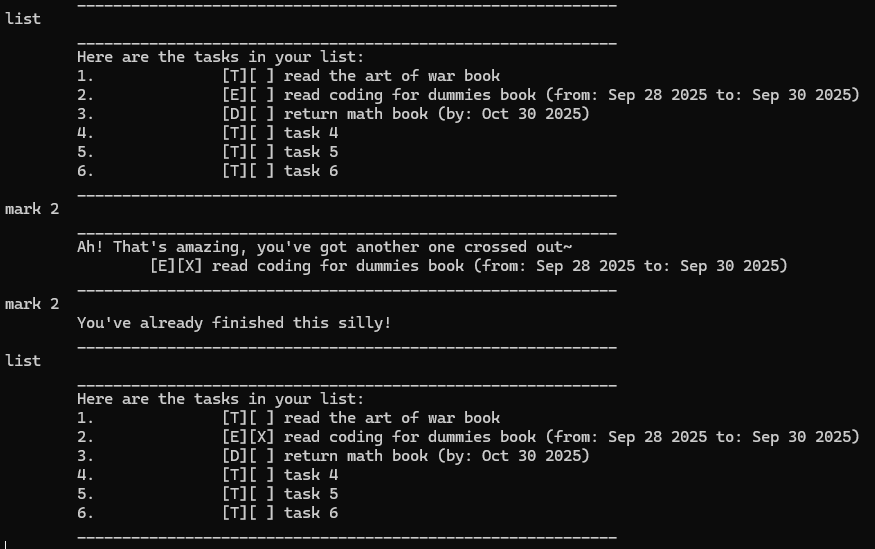 ____________________________________________________________
list
____________________________________________________________
Here are the tasks in your list:
1. [T][ ] read the art of war book
2. [E][ ] read coding for dummies book (from: Sep 28 2025 to: Sep 30 2025)
3. [D][ ] return math book (by: Oct 30 2025)
4. [T][ ] task 4
5. [T][ ] task 5
6. [T][ ] task 6
____________________________________________________________
mark 2
____________________________________________________________
Ah! That's amazing, you've got another one crossed out~
[E][X] read coding for dummies book (from: Sep 28 2025 to: Sep 30 2025)
____________________________________________________________
mark 2
You've already finished this silly!
____________________________________________________________
list
____________________________________________________________
Here are the tasks in your list:
1. [T][ ] read the art of war book
2. [E][X] read coding for dummies book (from: Sep 28 2025 to: Sep 30 2025)
3. [D][ ] return math book (by: Oct 30 2025)
4. [T][ ] task 4
5. [T][ ] task 5
6. [T][ ] task 6
____________________________________________________________